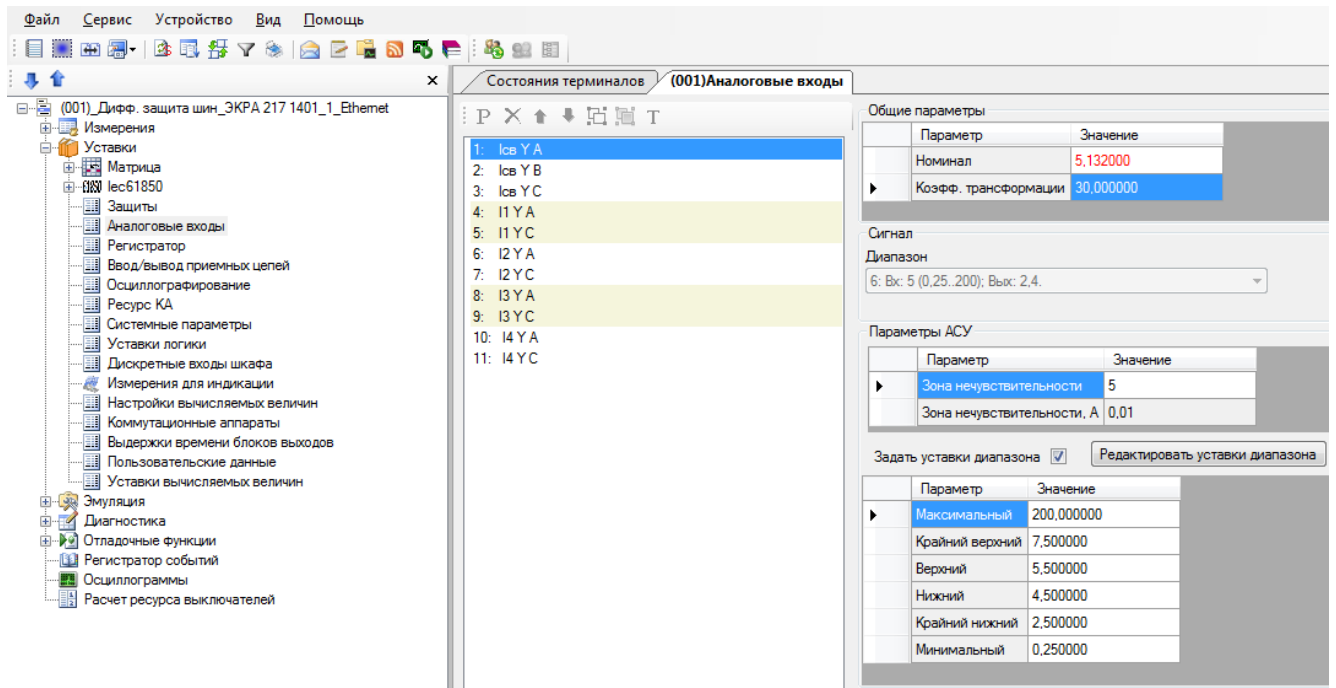 Файл Сервис Устройство Вид Помощь
(001)_Дифф. защита шин_ЭКРА 217 1401_1_Ethernet
Измерения
Уставки
Матрица
Iec61850
Защиты
Аналоговые входы
Регистратор
Ввод/вывод приемных цепей
Осциллографирование
Ресурс КА
Системные параметры
Уставки логики
Дискретные входы шкафа
Измерения для индикации
Настройки вычисляемых величин
Коммутационные аппараты
Выдержки времени блоков выходов
Пользовательские данные
Уставки вычисляемых величин
Эмуляция
Диагностика
Отладочные функции
Регистратор событий
Осциллограммы
Расчет ресурса выключателей
Состояния терминалов (001)Аналоговые входы
P T
1: Iсв Y A
2: Iсв Y B
3: Iсв Y C
4: I1 Y A
5: I1 Y C
6: I2 Y A
7: I2 Y C
8: I3 Y A
9: I3 Y C
10: I4 Y A
11: I4 Y C
Общие параметры
Параметр Значение
Номинал 5,132000
Коэфф. трансформации 30,000000
Сигнал
Диапазон
6: Вх: 5 (0,25..200); Вых: 2,4.
Параметры АСУ
Параметр Значение
Зона нечувствительности 5
Зона нечувствительности, А 0,01
Задать уставки диапазона Редактировать уставки диапазона
Параметр Значение
Максимальный 200,000000
Крайний верхний 7,500000
Верхний 5,500000
Нижний 4,500000
Крайний нижний 2,500000
Минимальный 0,250000